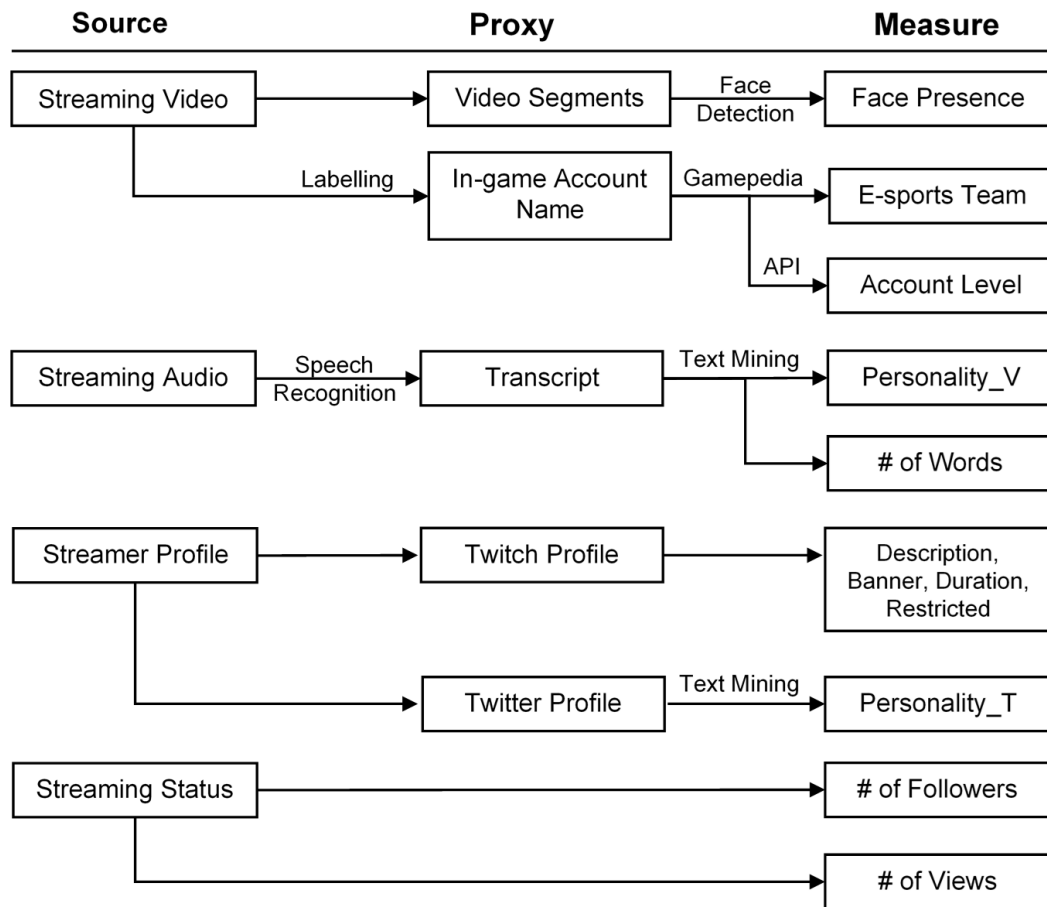 Source Proxy Measure
Streaming Video
Video Segments
Face
Detection
Face Presence
Labelling
In-game Account
Name
Gamepedia
E-sports Team
API
Account Level
Streaming Audio
Speech
Recognition
Transcript
Text Mining
Personality_V
# of Words
Streamer Profile
Twitch Profile
Description,
Banner, Duration,
Restricted
Twitter Profile
Text Mining
Personality_T
Streaming Status
# of Followers
# of Views